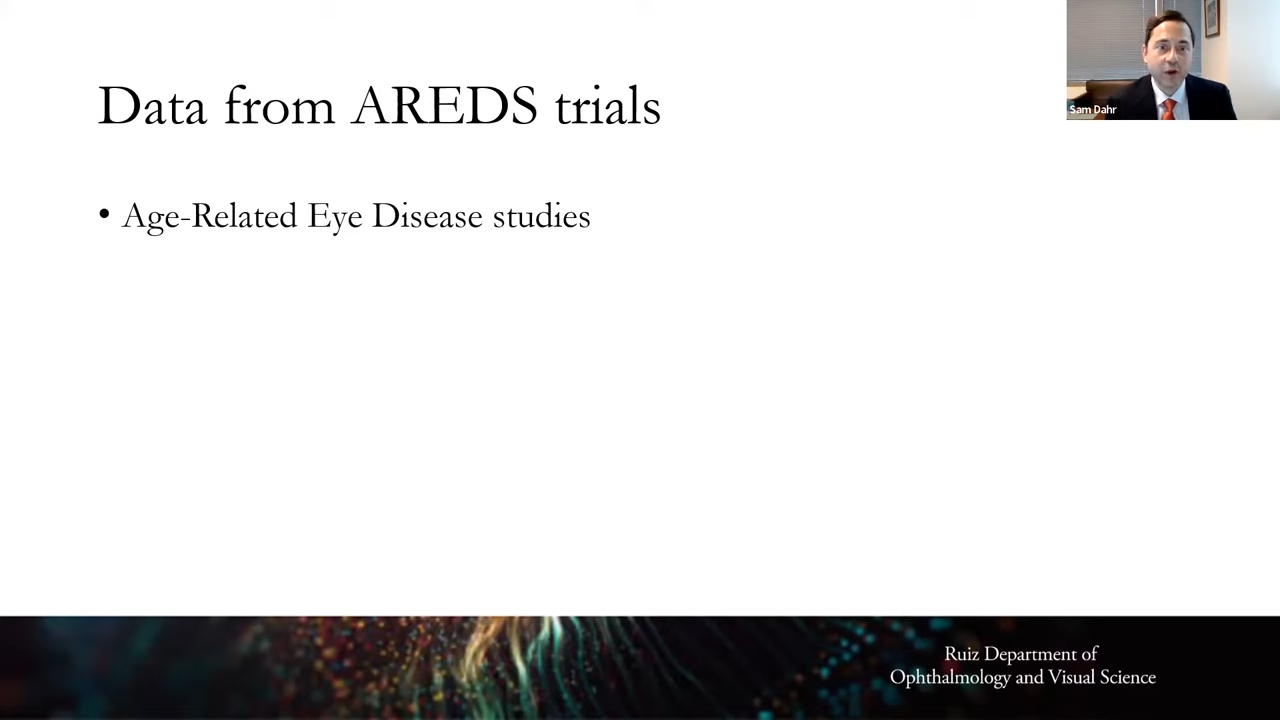 Data from AREDS trials
Sam Dahr
• Age-Related Eye Disease studies
Ruiz Department of
Ophthalmology and Visual Science